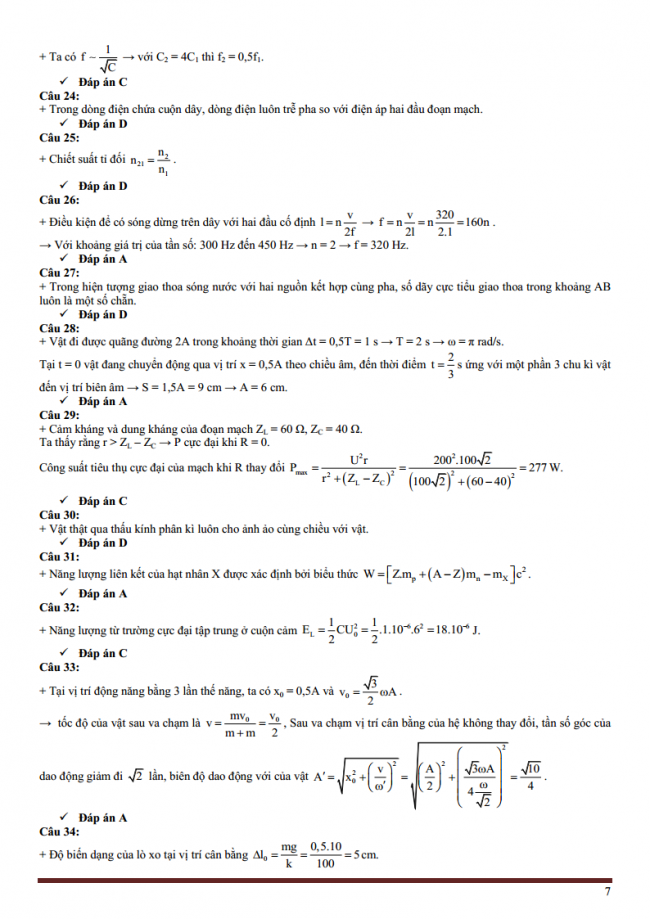 + Ta có f ~ 1/√C → với C₂ = 4C₁ thì f₂ = 0,5f₁.
✓ Đáp án C
Câu 24:
+ Trong dòng điện chứa cuộn dây, dòng điện luôn trễ pha so với điện áp hai đầu đoạn mạch.
✓ Đáp án D
Câu 25:
+ Chiết suất tỉ đối n₂₁ = n₂/n₁ .
✓ Đáp án D
Câu 26:
+ Điều kiện để có sóng dừng trên dây với hai đầu cố định l = n v/2f → f = n v/2l = n 320/2.1 = 160n .
→ Với khoảng giá trị của tần số: 300 Hz đến 450 Hz → n = 2 → f = 320 Hz.
✓ Đáp án A
Câu 27:
+ Trong hiện tượng giao thoa sóng nước với hai nguồn kết hợp cùng pha, số dãy cực tiểu giao thoa trong khoảng AB
luôn là một số chẵn.
✓ Đáp án D
Câu 28:
+ Vật đi được quãng đường 2A trong khoảng thời gian Δt = 0,5T = 1 s → T = 2 s → ω = π rad/s.
Tại t = 0 vật đang chuyển động qua vị trí x = 0,5A theo chiều âm, đến thời điểm t = 2/3 s ứng với một phần 3 chu kì vật
đến vị trí biên âm → S = 1,5A = 9 cm → A = 6 cm.
✓ Đáp án A
Câu 29:
+ Cảm kháng và dung kháng của đoạn mạch Z_L = 60 Ω, Z_C = 40 Ω.
Ta thấy rằng r > Z_L – Z_C → P cực đại khi R = 0.
Công suất tiêu thụ cực đại của mạch khi R thay đổi P_max = U²r/(r² + (Z_L − Z_C)²) = 200².100√2/((100√2)² + (60 − 40)²) = 277 W.
✓ Đáp án C
Câu 30:
+ Vật thật qua thấu kính phân kì luôn cho ảnh ảo cùng chiều với vật.
✓ Đáp án D
Câu 31:
+ Năng lượng liên kết của hạt nhân X được xác định bởi biểu thức W = [Z.m_p + (A − Z)m_n − m_X]c² .
✓ Đáp án A
Câu 32:
+ Năng lượng từ trường cực đại tập trung ở cuộn cảm E_L = 1/2 CU₀² = 1/2 .1.10⁻⁶.6² = 18.10⁻⁶ J.
✓ Đáp án C
Câu 33:
+ Tại vị trí động năng bằng 3 lần thế năng, ta có x₀ = 0,5A và v₀ = √3/2 ωA .
→ tốc độ của vật sau va chạm là v = mv₀/(m + m) = v₀/2 , Sau va chạm vị trí cân bằng của hệ không thay đổi, tần số góc của
dao động giảm đi √2 lần, biên độ dao động với của vật A′ = √(x₀² + (v/ω′)²) = √((A/2)² + (√3ωA/(4 ω/√2))²) = √10/4 .
✓ Đáp án A
Câu 34:
+ Độ biến dạng của lò xo tại vị trí cân bằng Δl₀ = mg/k = 0,5.10/100 = 5 cm.
7